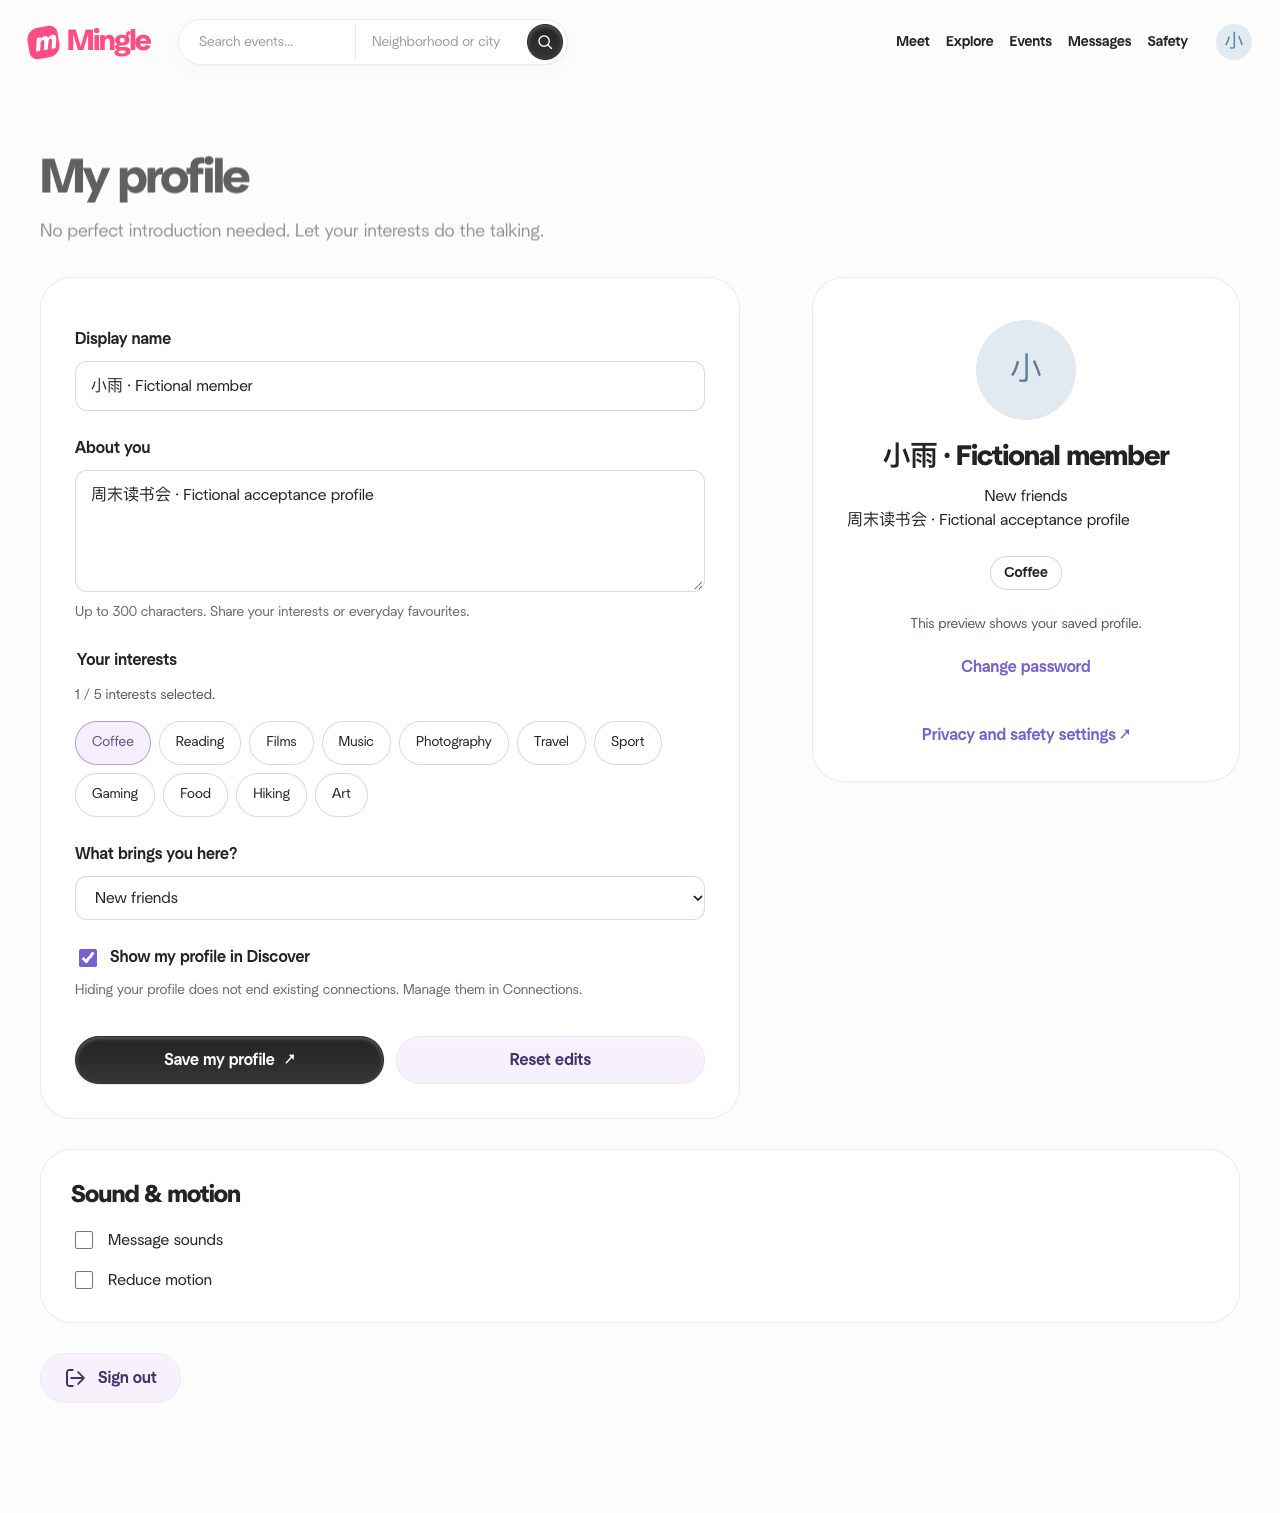 m Mingle
Search events...
Neighborhood or city
Meet
Explore
Events
Messages
Safety
小
My profile
No perfect introduction needed. Let your interests do the talking.
Display name
小雨 · Fictional member
About you
周末读书会 · Fictional acceptance profile
Up to 300 characters. Share your interests or everyday favourites.
Your interests
1 / 5 interests selected.
Coffee
Reading
Films
Music
Photography
Travel
Sport
Gaming
Food
Hiking
Art
What brings you here?
New friends
Show my profile in Discover
Hiding your profile does not end existing connections. Manage them in Connections.
Save my profile ↗
Reset edits
小
小雨 · Fictional member
New friends
周末读书会 · Fictional acceptance profile
Coffee
This preview shows your saved profile.
Change password
Privacy and safety settings ↗
Sound & motion
Message sounds
Reduce motion
Sign out